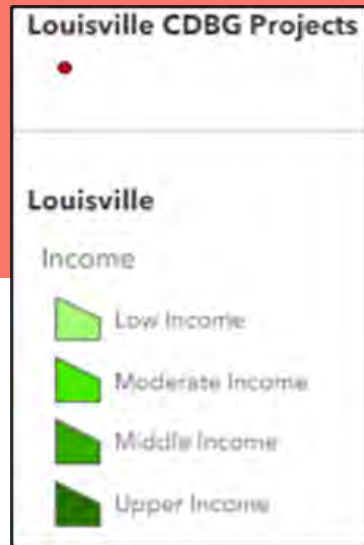 Louisville CDBG Projects
Louisville
Income
Low Income
Moderate Income
Middle Income
Upper Income